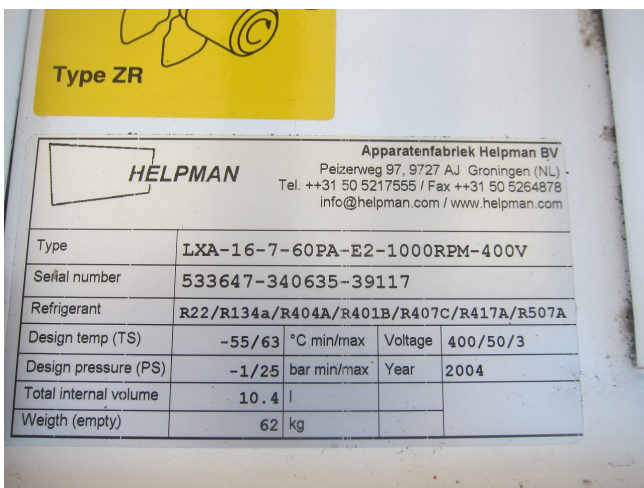 C
Type ZR
HELPMAN
Apparatenfabriek Helpman BV
Peizerweg 97, 9727 AJ Groningen (NL)
Tel. ++31 50 5217555 / Fax ++31 50 5264878
info@helpman.com / www.helpman.com
Type LXA-16-7-60PA-E2-1000RPM-400V
Serial number 533647-340635-39117
Refrigerant R22/R134a/R404A/R401B/R407C/R417A/R507A
Design temp (TS) -55/63 °C min/max Voltage 400/50/3
Design pressure (PS) -1/25 bar min/max Year 2004
Total internal volume 10.4 l
Weigth (empty) 62 kg